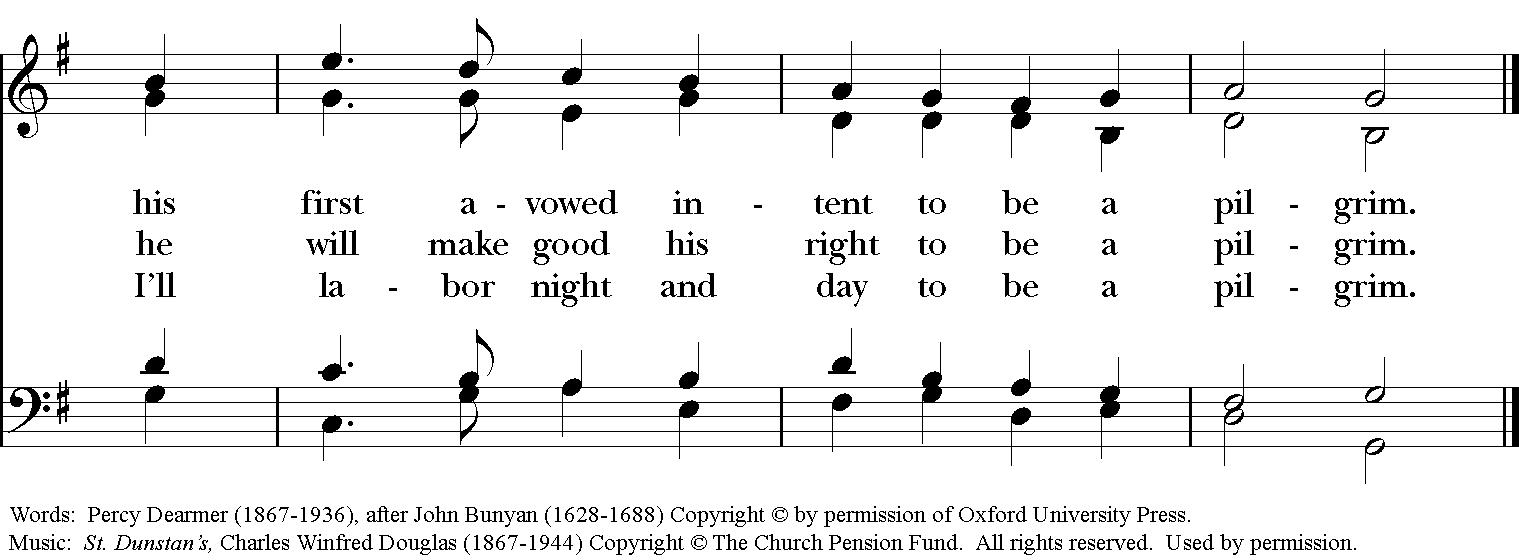 his first a - vowed in - tent to be a pil - grim.
he will make good his right to be a pil - grim.
I'll la - bor night and day to be a pil - grim.
Words: Percy Dearmer (1867-1936), after John Bunyan (1628-1688) Copyright © by permission of Oxford University Press.
Music: St. Dunstan's, Charles Winfred Douglas (1867-1944) Copyright © The Church Pension Fund. All rights reserved. Used by permission.